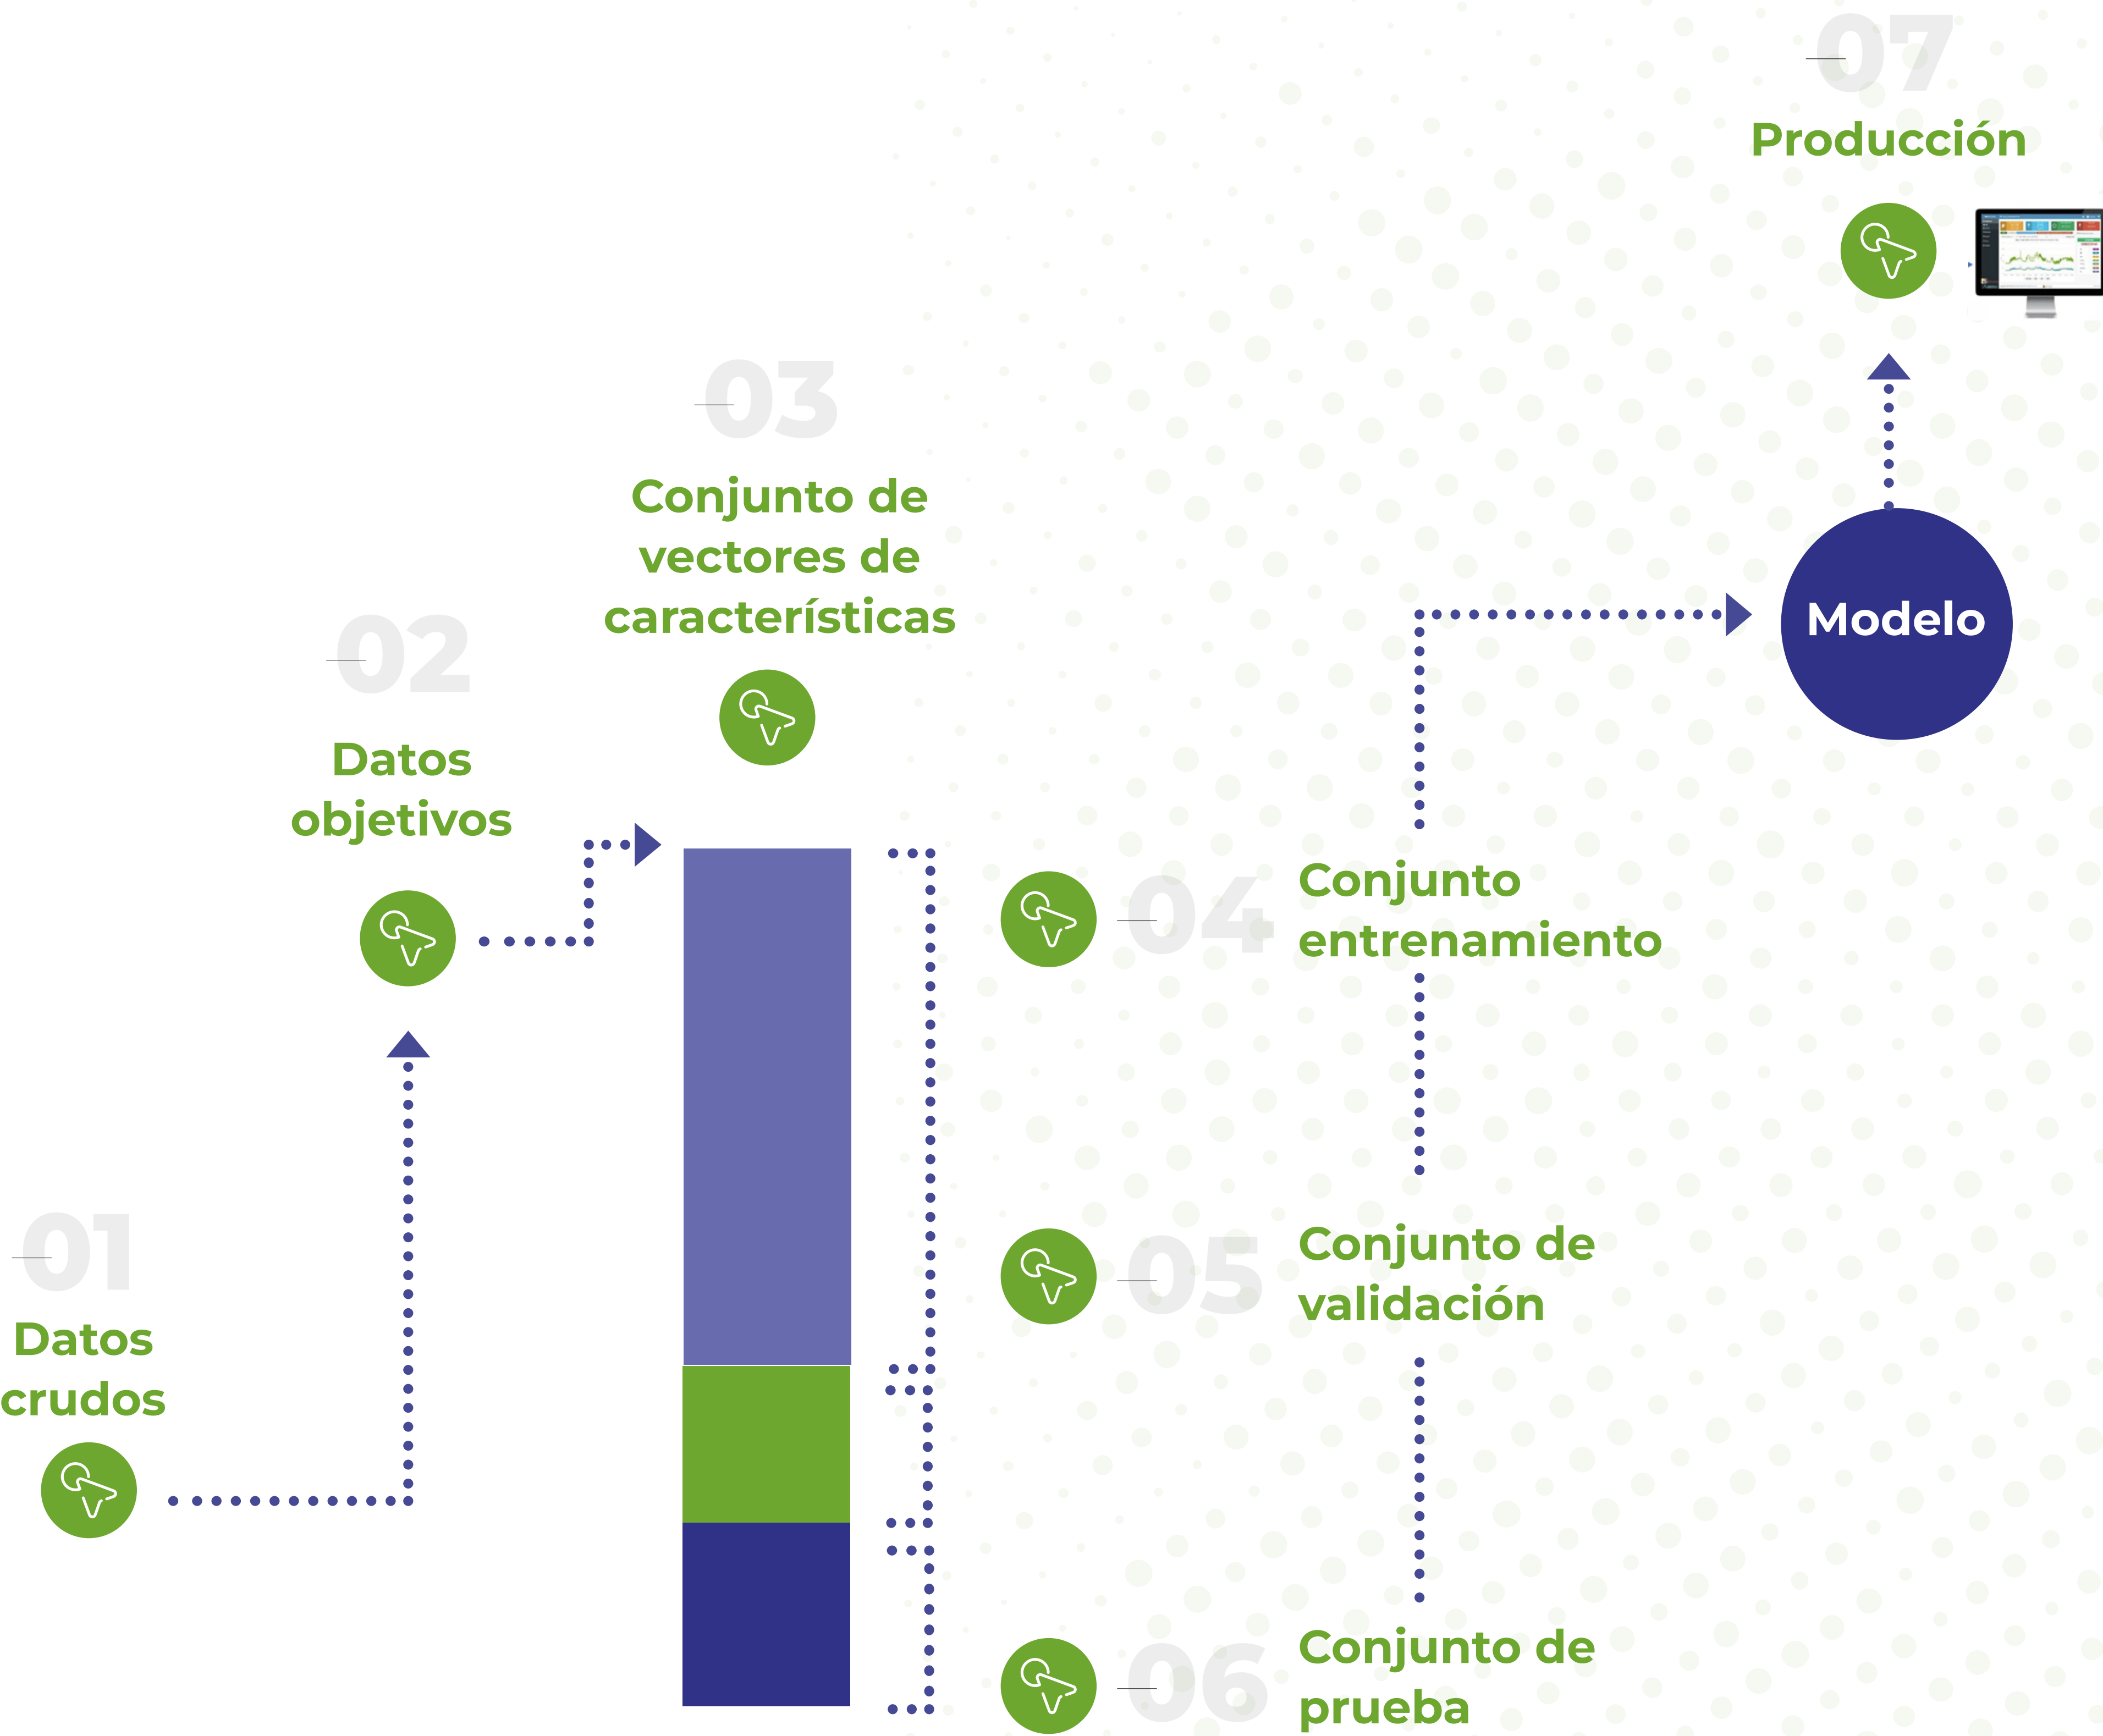 01
Datos
crudos
02
Datos
objetivos
03
Conjunto de
vectores de
características
04
Conjunto
entrenamiento
05
Conjunto de
validación
06
Conjunto de
prueba
Modelo
07
Producción